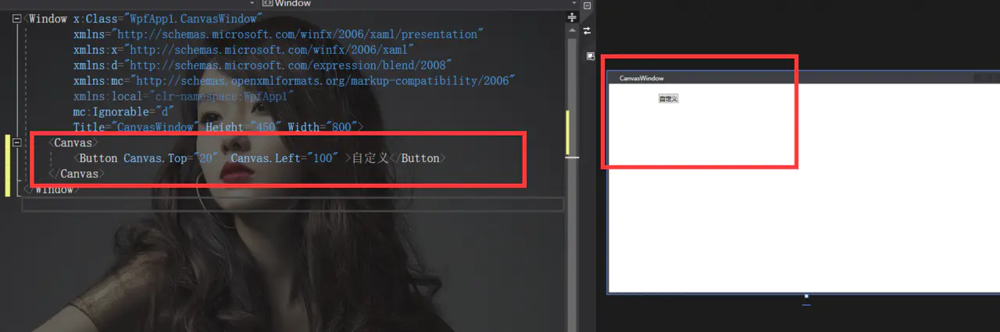 Window
<Window x:Class="WpfApp1.CanvasWindow"
xmlns="http://schemas.microsoft.com/winfx/2006/xaml/presentation"
xmlns:x="http://schemas.microsoft.com/winfx/2006/xaml"
xmlns:d="http://schemas.microsoft.com/expression/blend/2008"
xmlns:mc="http://schemas.openxmlformats.org/markup-compatibility/2006"
xmlns:local="clr-namespace:WpfApp1"
mc:Ignorable="d"
Title="CanvasWindow" Height="450" Width="800">
<Canvas>
<Button Canvas.Top="20" Canvas.Left="100" >自定义</Button>
</Canvas>
</Window>
CanvasWindow
自定义